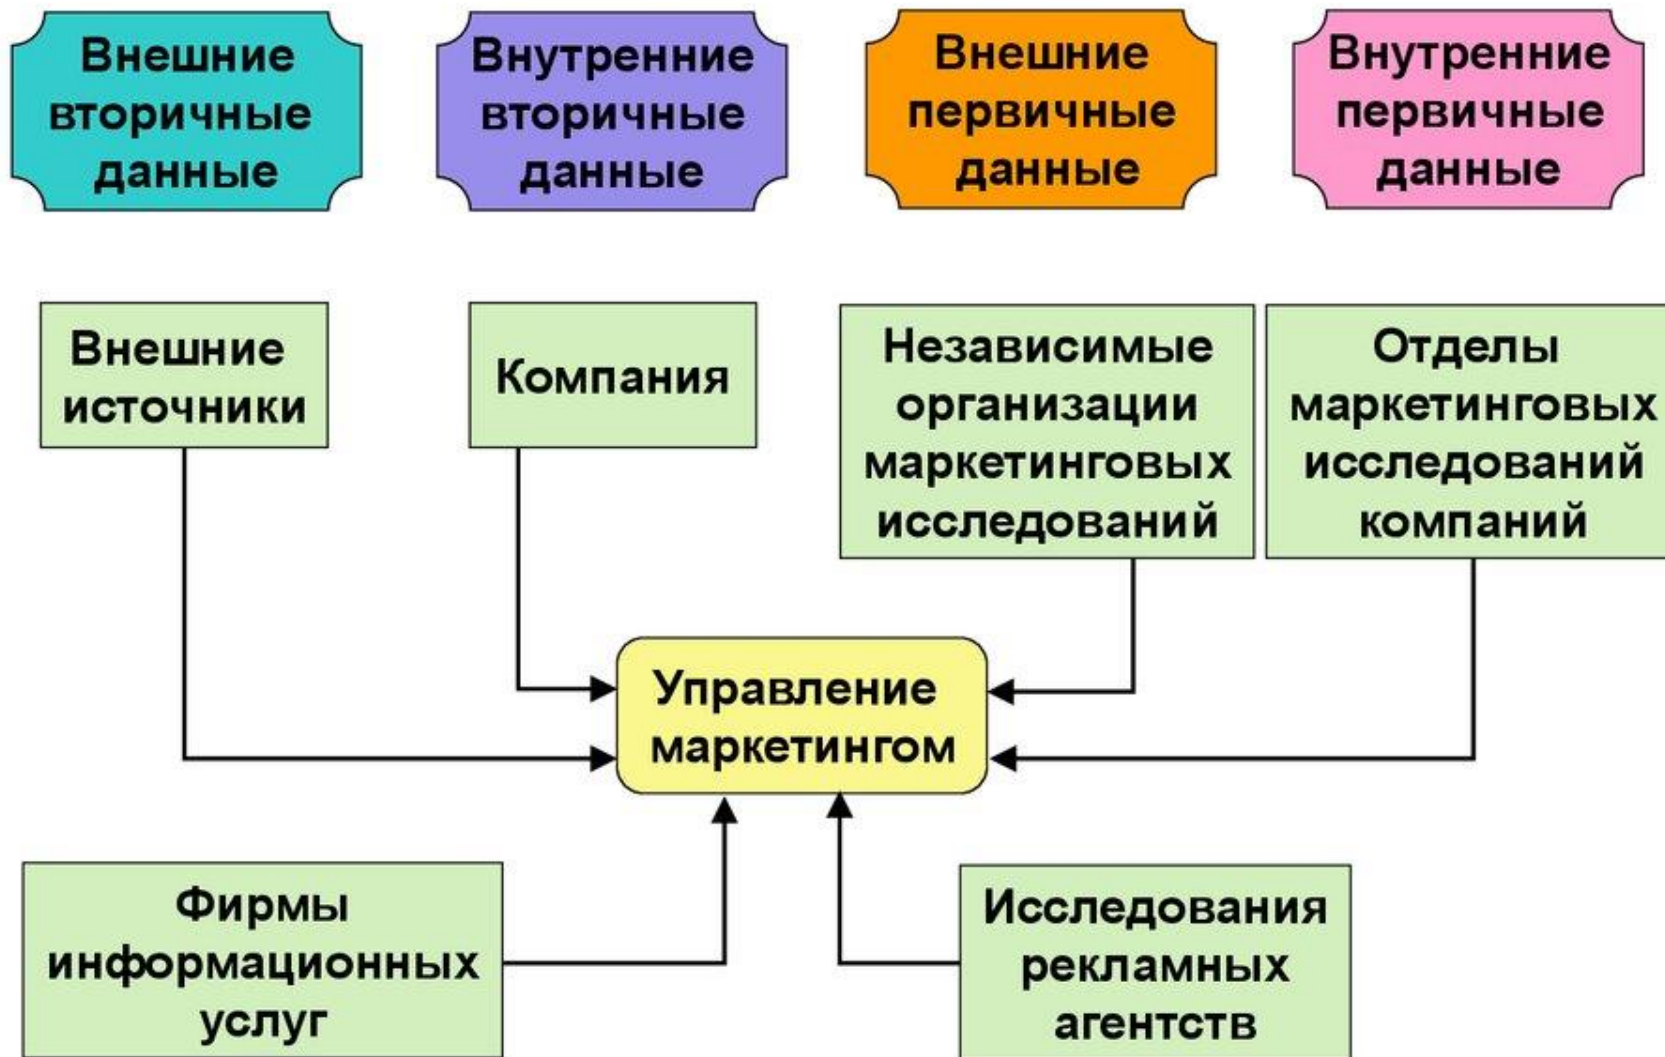 Внешние
вторичные
данные
Внутренние
вторичные
данные
Внешние
первичные
данные
Внутренние
первичные
данные
Внешние
источники
Компания
Независимые
организации
маркетинговых
исследований
Отделы
маркетинговых
исследований
компаний
Управление
маркетингом
Фирмы
информационных
услуг
Исследования
рекламных
агентств